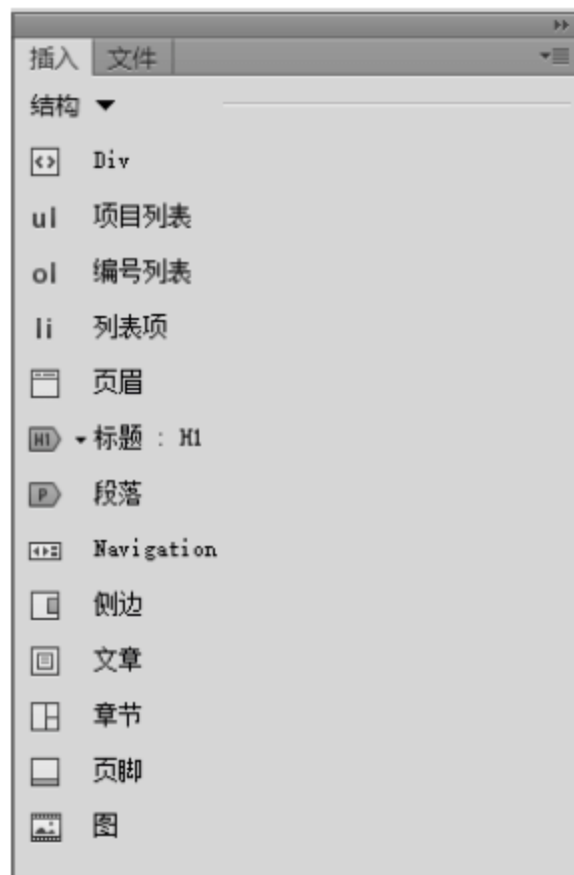 插入 文件
结构
Div
ul 项目列表
ol 编号列表
li 列表项
页眉
H1 标题 : H1
P 段落
Navigation
侧边
文章
章节
页脚
图